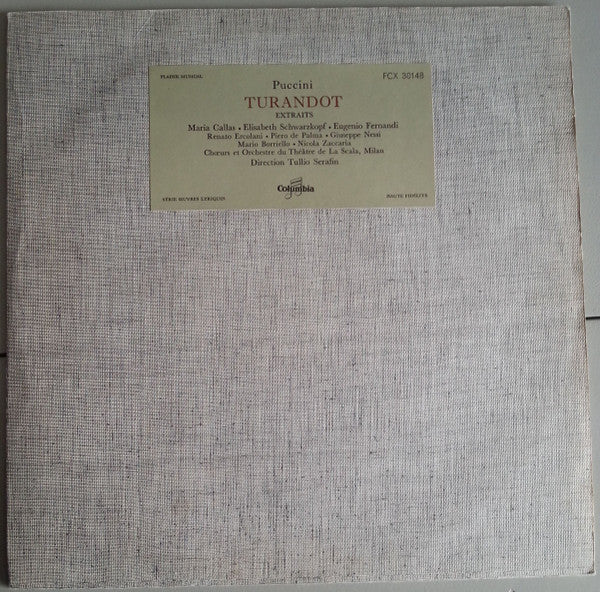 PLAISIR MUSICAL
FCX 30148
Puccini
TURANDOT
EXTRAITS
Maria Callas • Elisabeth Schwarzkopf • Eugenio Fernandi
Renato Ercolani • Piero de Palma • Giuseppe Nessi
Mario Borriello • Nicola Zaccaria
Chœurs et Orchestre du Théâtre de La Scala, Milan
Direction Tullio Serafin
Columbia
SÉRIE ŒUVRES LYRIQUES
HAUTE FIDÉLITÉ